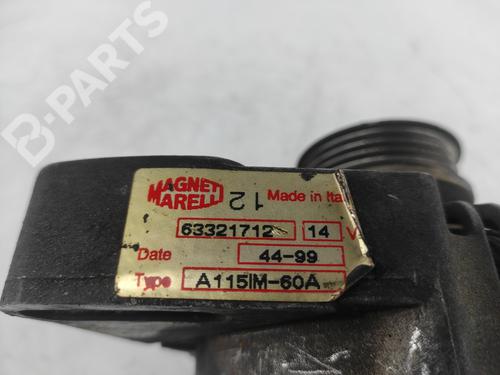 B-PARTS
MAGNETI
MARELLI
12
Made in Ita
63321712 14 V
Date 44-99
Type A115IM-60A